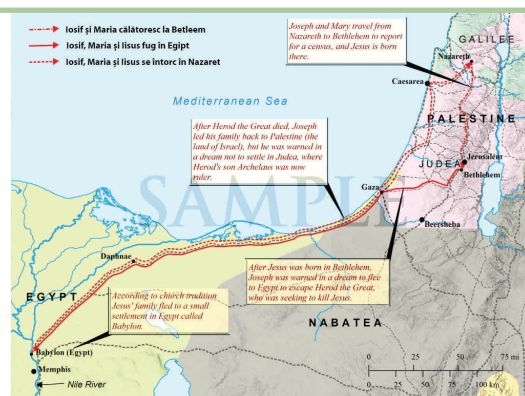 Iosif și Maria călătoresc la Betleem
Iosif, Maria și Iisus fug în Egipt
Iosif, Maria și Iisus se întorc în Nazaret
Joseph and Mary travel from
Nazareth to Bethlehem to report
for a census, and Jesus is born
there.
GALILEE
Nazareth
Caesarea
Mediterranean Sea
PALESTINE
After Herod the Great died, Joseph
led his family back to Palestine (the
land of Israel), but he was warned in
a dream not to settle in Judea, where
Herod's son Archelaus was now
ruler.
JUDEA
Jerusalem
Bethlehem
Gaza
SAMPLE
Beersheba
Daphnae
After Jesus was born in Bethlehem,
Joseph was warned in a dream to flee
to Egypt to escape Herod the Great,
who was seeking to kill Jesus.
EGYPT
According to church tradition
Jesus' family fled to a small
settlement in Egypt called
Babylon.
NABATEA
Babylon (Egypt)
Memphis
Nile River
0 25 50 75 mi
0 25 50 75 100 km